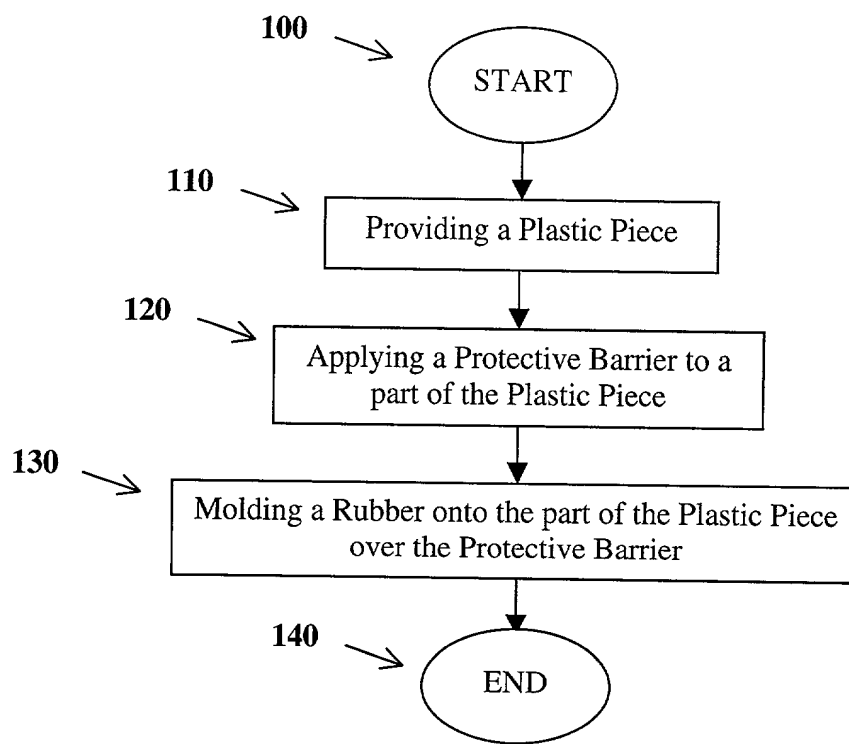 100
START
110
Providing a Plastic Piece
120
Applying a Protective Barrier to a
part of the Plastic Piece
130
Molding a Rubber onto the part of the Plastic Piece
over the Protective Barrier
140
END